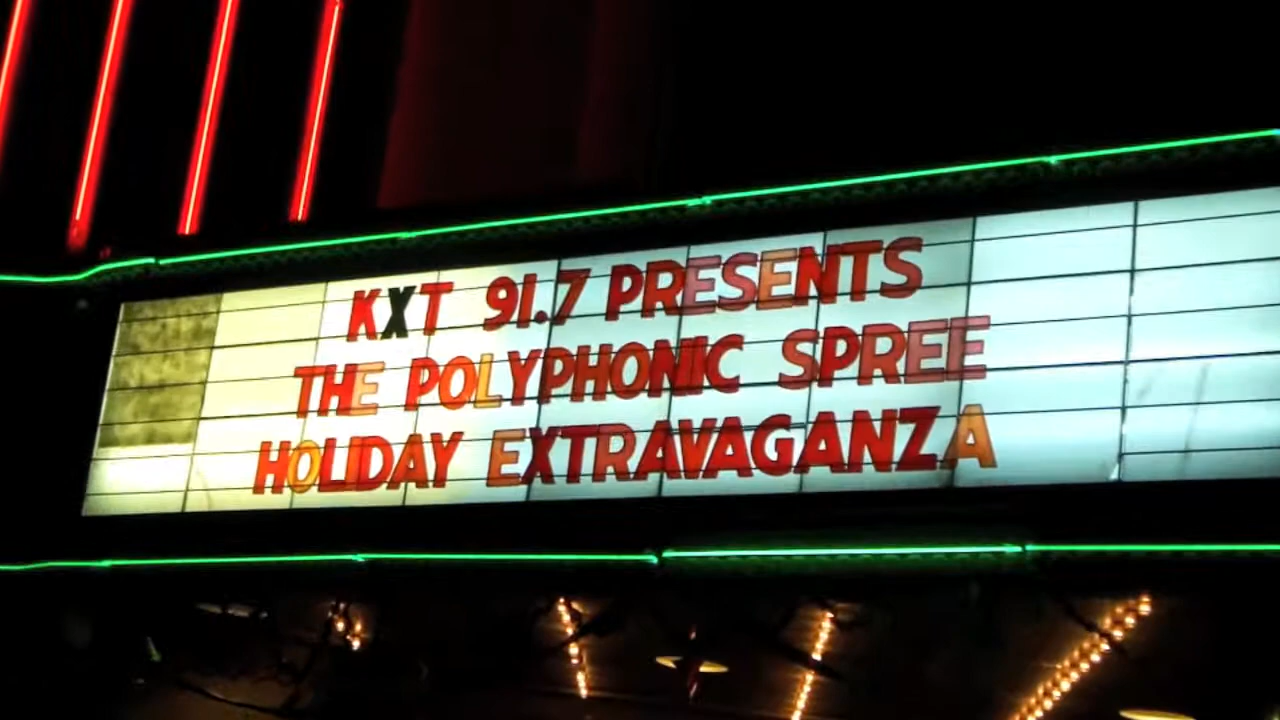 KXT 91.7 PRESENTS
THE POLYPHONIC SPREE
HOLIDAY EXTRAVAGANZA